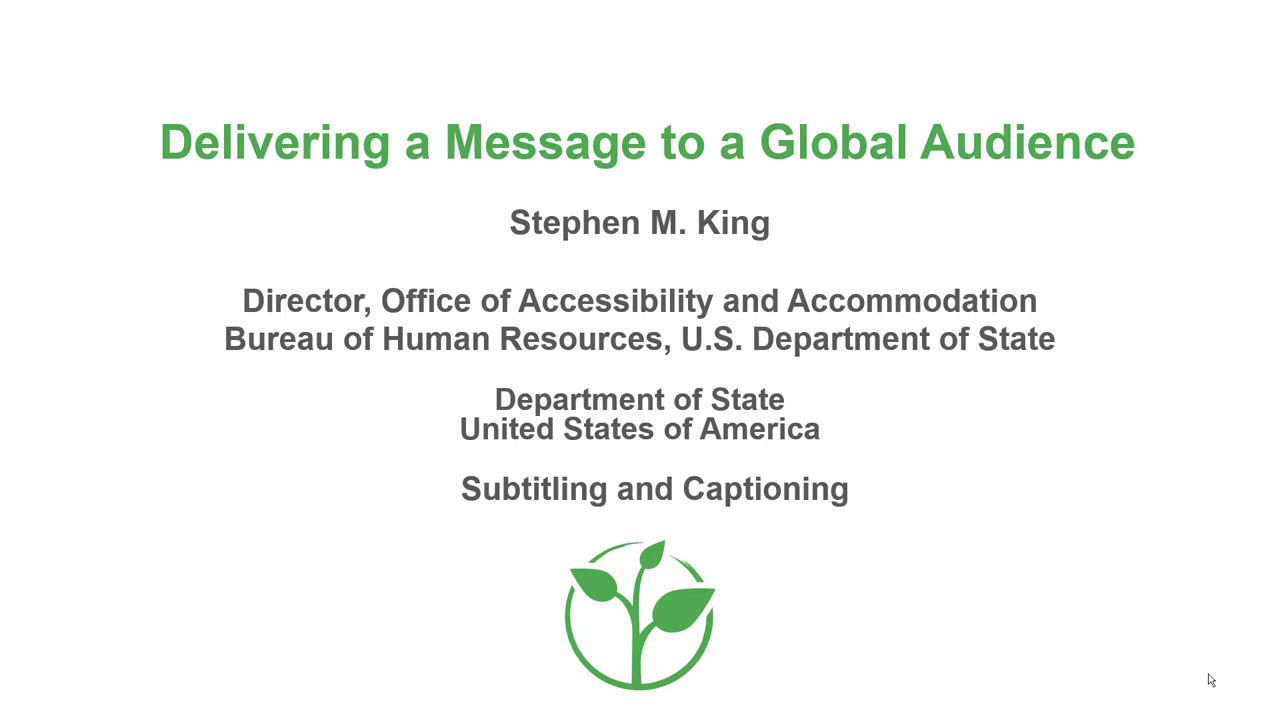 Delivering a Message to a Global Audience
Stephen M. King
Director, Office of Accessibility and Accommodation
Bureau of Human Resources, U.S. Department of State
Department of State
United States of America
Subtitling and Captioning